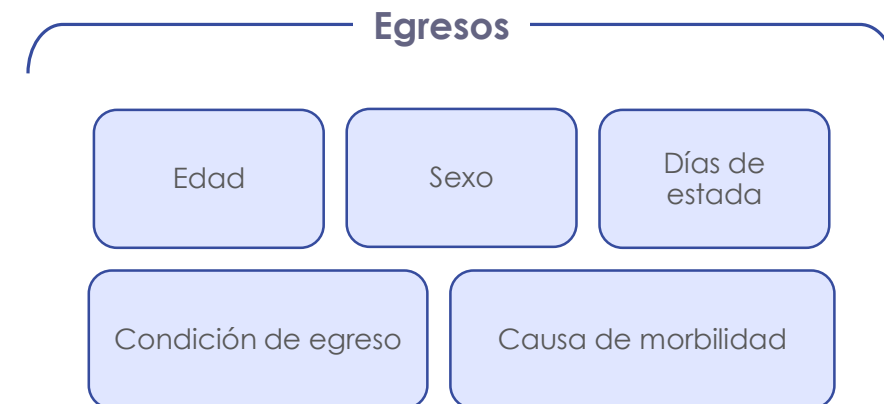 Egresos
Edad
Sexo
Días de
estada
Condición de egreso
Causa de morbilidad